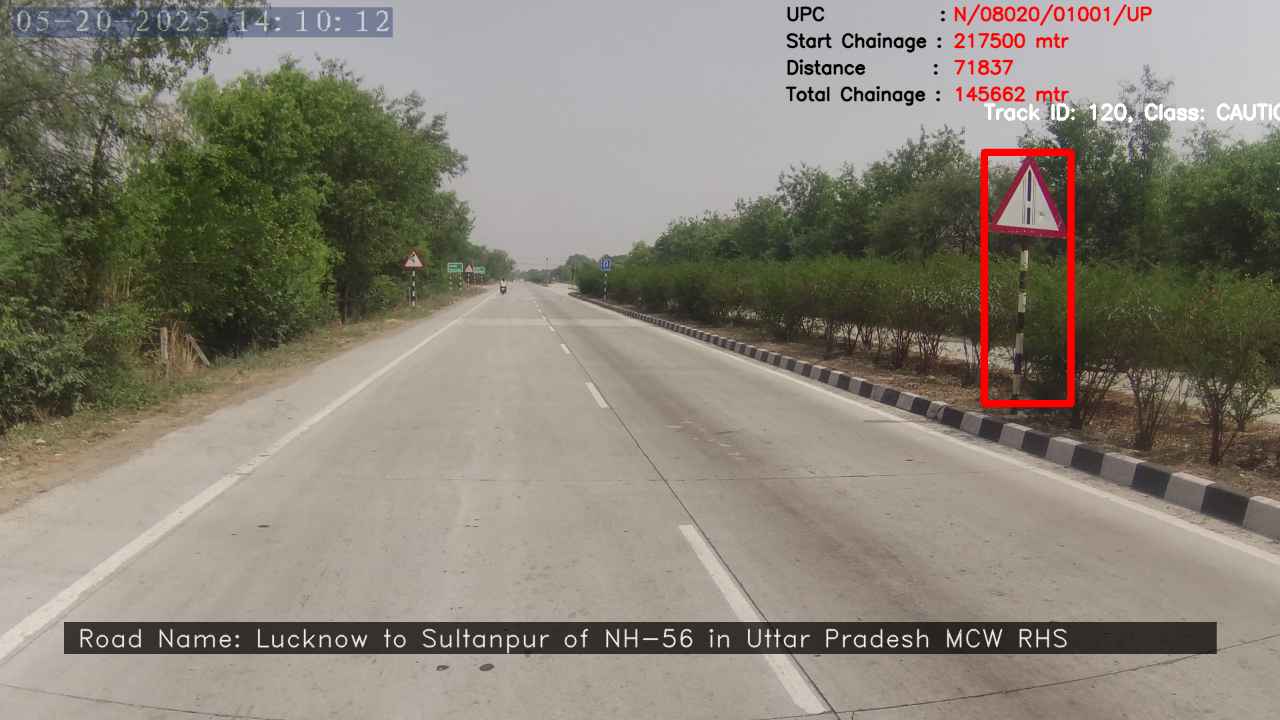 05-20-2025 14:10:12
UPC : N/08020/01001/UP
Start Chainage : 217500 mtr
Distance : 71837
Total Chainage : 145662 mtr
Track ID: 120, Class: CAUTIO
Road Name: Lucknow to Sultanpur of NH-56 in Uttar Pradesh MCW RHS